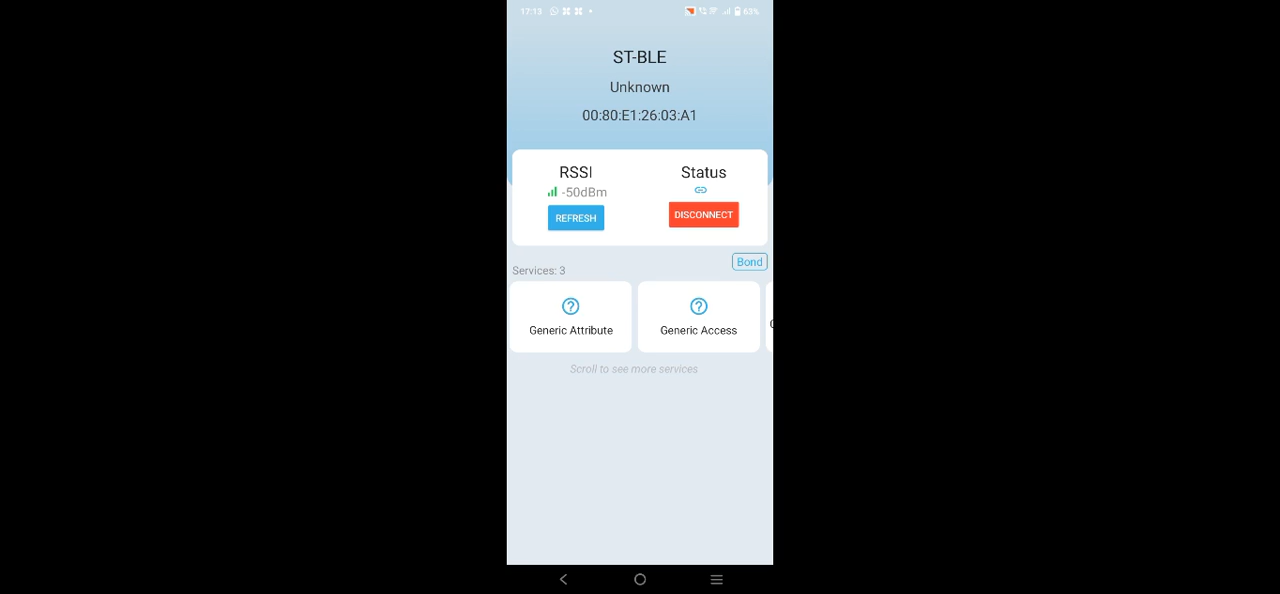 17:13
63%
ST-BLE
Unknown
00:80:E1:26:03:A1
RSSI
Status
-50dBm
REFRESH
DISCONNECT
Bond
Services: 3
Generic Attribute
Generic Access
Scroll to see more services